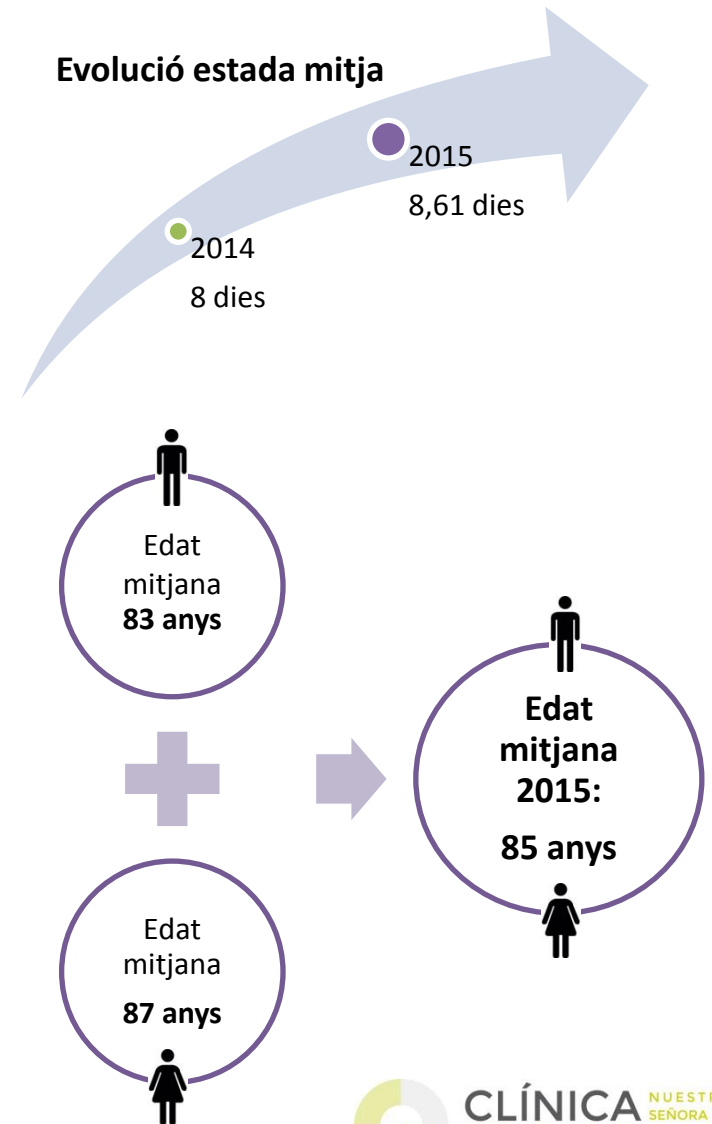 Evolució estada mitja
2015
8,61 dies
2014
8 dies
Edat
mitjana
83 anys
Edat
mitjana
2015:
85 anys
Edat
mitjana
87 anys
CLÍNICA
SEÑORA